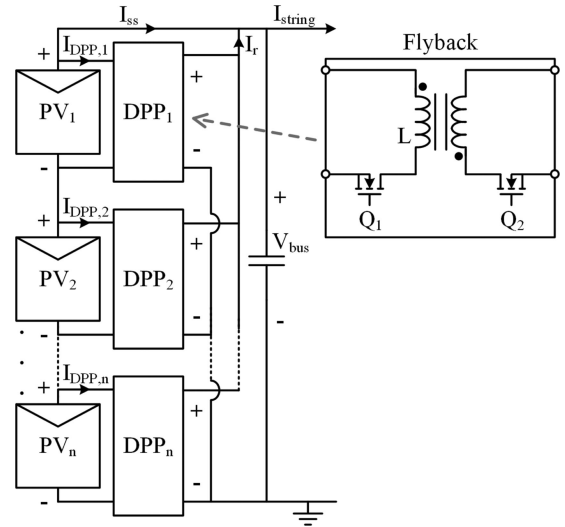 I_ss
I_string
+
I_DPP,1
I_r
PV_1
DPP_1
+
-
-
Flyback
L
Q_1
Q_2
+
I_DPP,2
PV_2
DPP_2
+
-
-
+
V_bus
-
+
I_DPP,n
PV_n
DPP_n
+
-
-